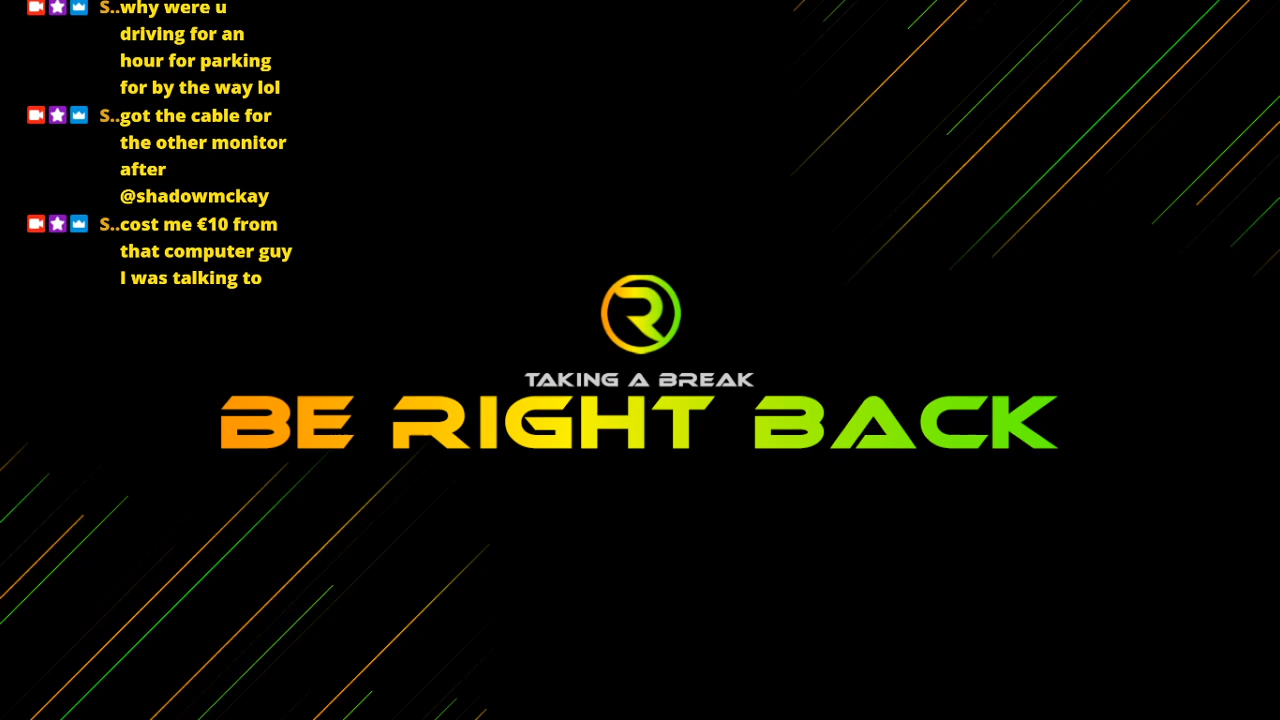 S..why were u
driving for an
hour for parking
for by the way lol
S..got the cable for
the other monitor
after
@shadowmckay
S..cost me €10 from
that computer guy
I was talking to
R
TAKING A BREAK
BE RIGHT BACK